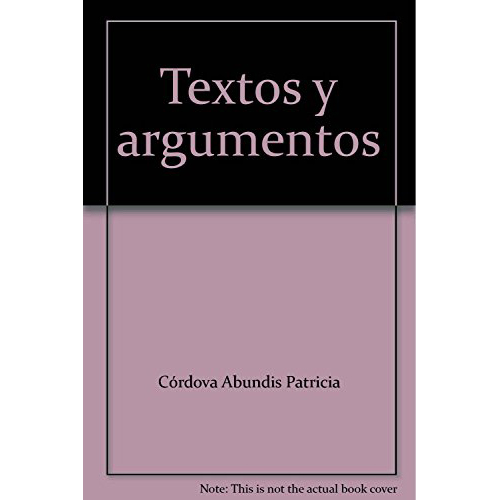 Textos y
argumentos
Córdova Abundis Patricia
Note: This is not the actual book cover